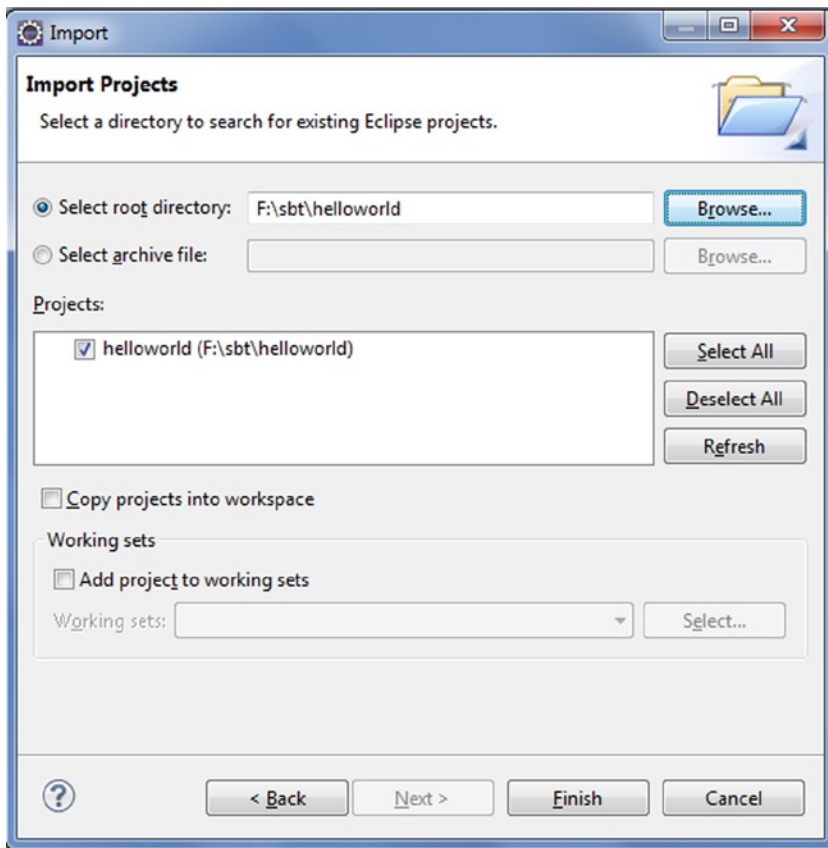 Import
Import Projects
Select a directory to search for existing Eclipse projects.
Select root directory: F:\sbt\helloworld Browse...
Select archive file: Browse...
Projects:
helloworld (F:\sbt\helloworld) Select All
Deselect All
Refresh
Copy projects into workspace
Working sets
Add project to working sets
Working sets: Select...
? < Back Next > Finish Cancel